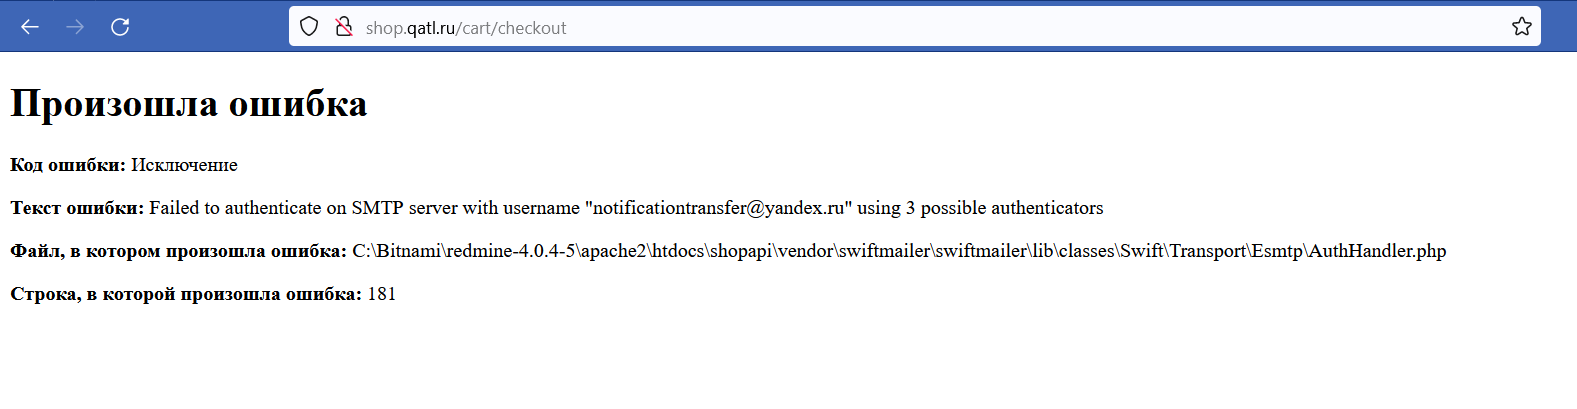 shop.qatl.ru/cart/checkout
Произошла ошибка
Код ошибки: Исключение
Текст ошибки: Failed to authenticate on SMTP server with username "notificationtransfer@yandex.ru" using 3 possible authenticators
Файл, в котором произошла ошибка: C:\Bitnami\redmine-4.0.4-5\apache2\htdocs\shopapi\vendor\swiftmailer\swiftmailer\lib\classes\Swift\Transport\Esmtp\AuthHandler.php
Строка, в которой произошла ошибка: 181